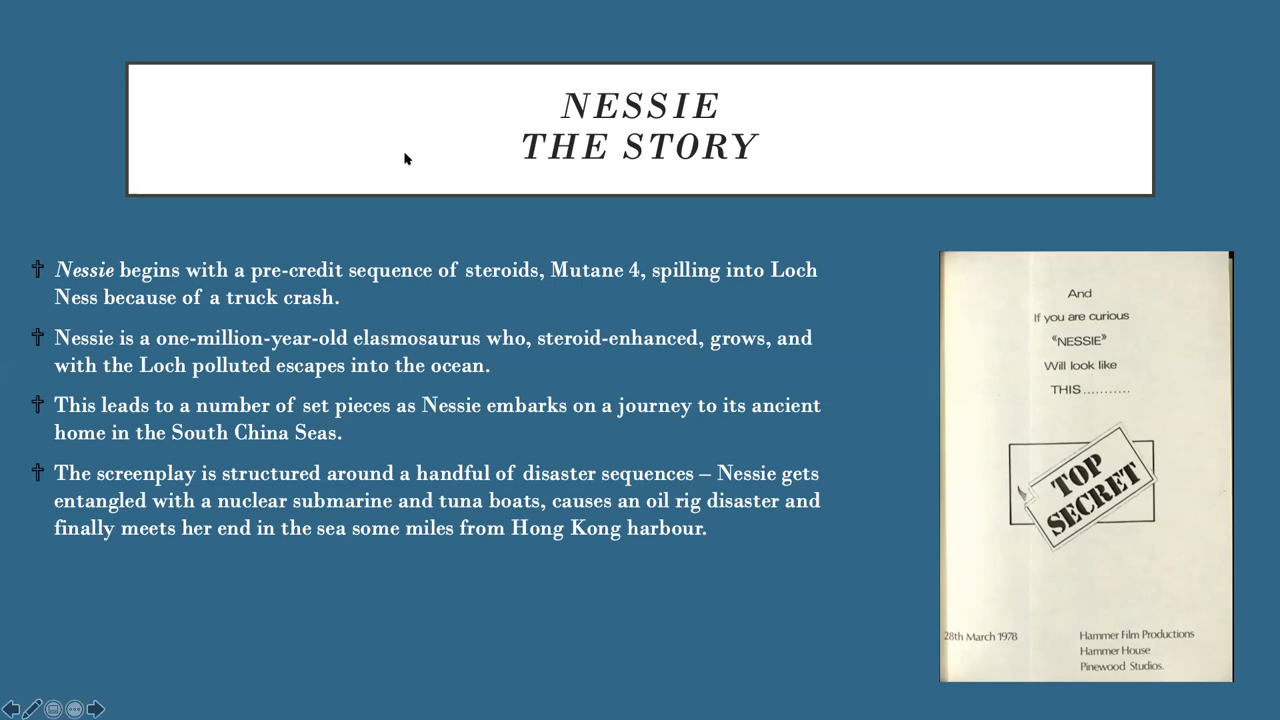 NESSIE
THE STORY
Nessie begins with a pre-credit sequence of steroids, Mutane 4, spilling into Loch
Ness because of a truck crash.
Nessie is a one-million-year-old elasmosaurus who, steroid-enhanced, grows, and
with the Loch polluted escapes into the ocean.
This leads to a number of set pieces as Nessie embarks on a journey to its ancient
home in the South China Seas.
The screenplay is structured around a handful of disaster sequences – Nessie gets
entangled with a nuclear submarine and tuna boats, causes an oil rig disaster and
finally meets her end in the sea some miles from Hong Kong harbour.
And
If you are curious
«NESSIE»
Will look like
THIS...........
TOP
SECRET
28th March 1978
Hammer Film Productions
Hammer House
Pinewood Studios.